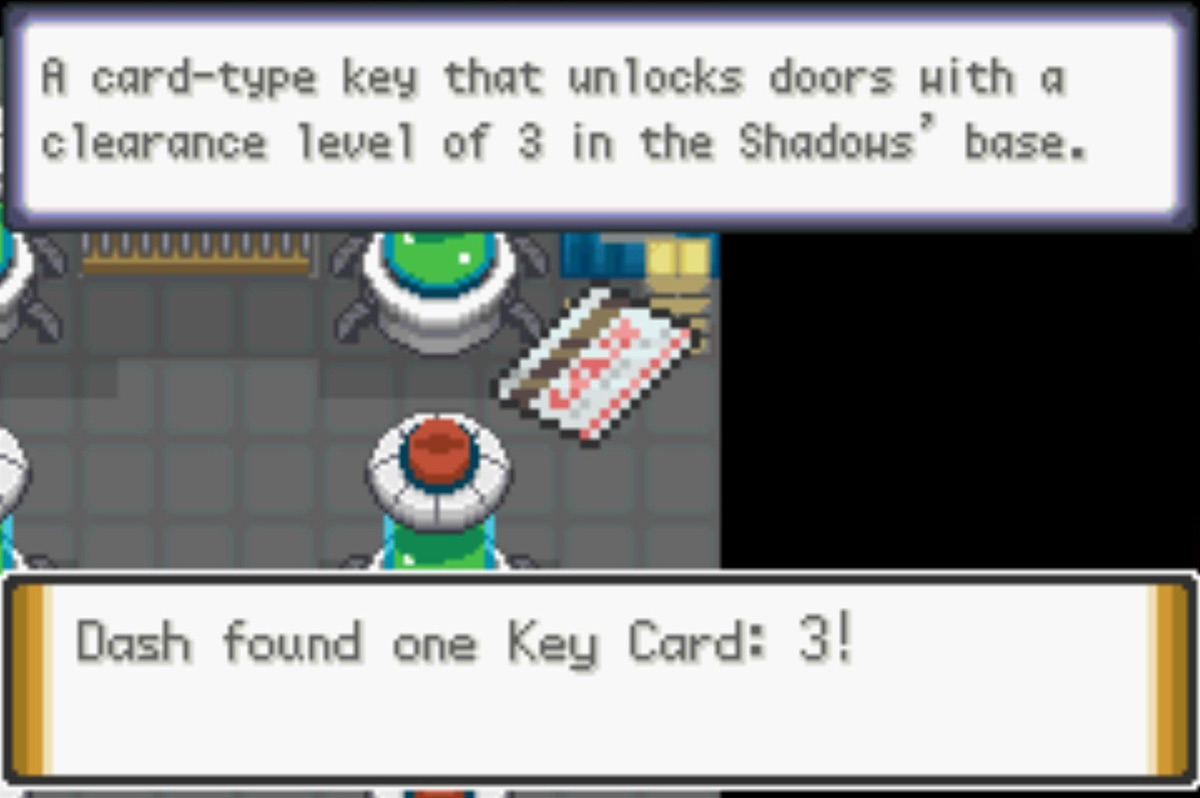 A card-type key that unlocks doors with a
clearance level of 3 in the Shadows’ base.
Dash found one Key Card: 3!